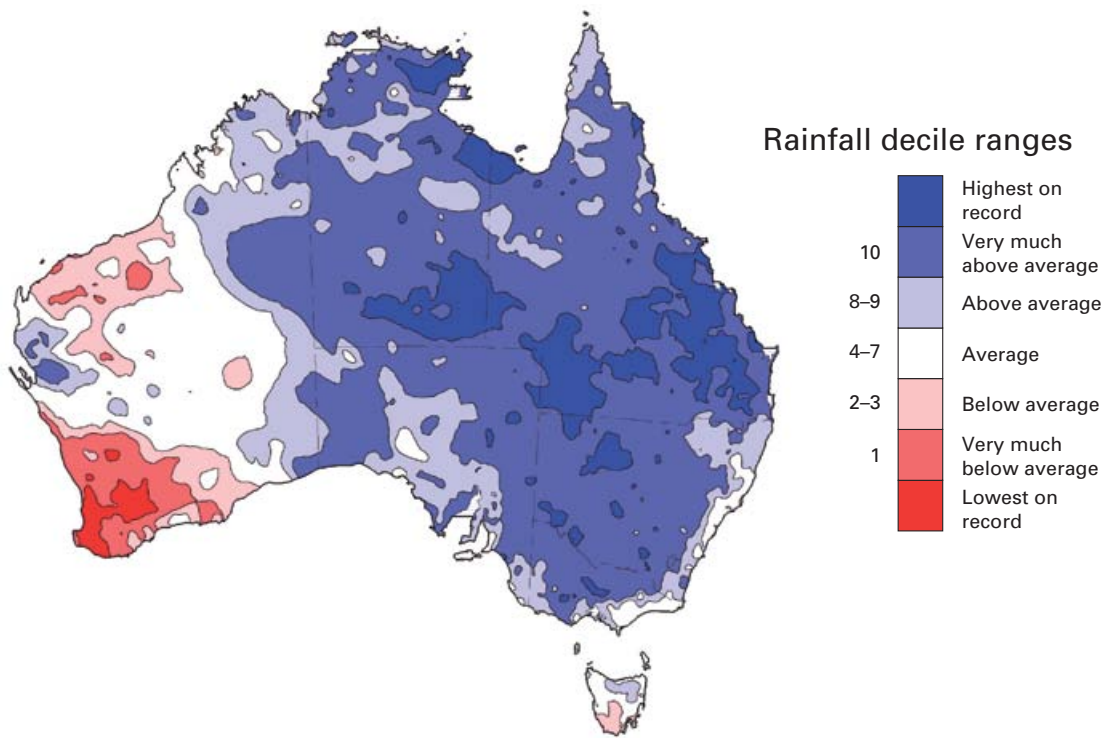 Rainfall decile ranges
Highest on
record
10
Very much
above average
8–9
Above average
4–7
Average
2–3
Below average
1
Very much
below average
Lowest on
record